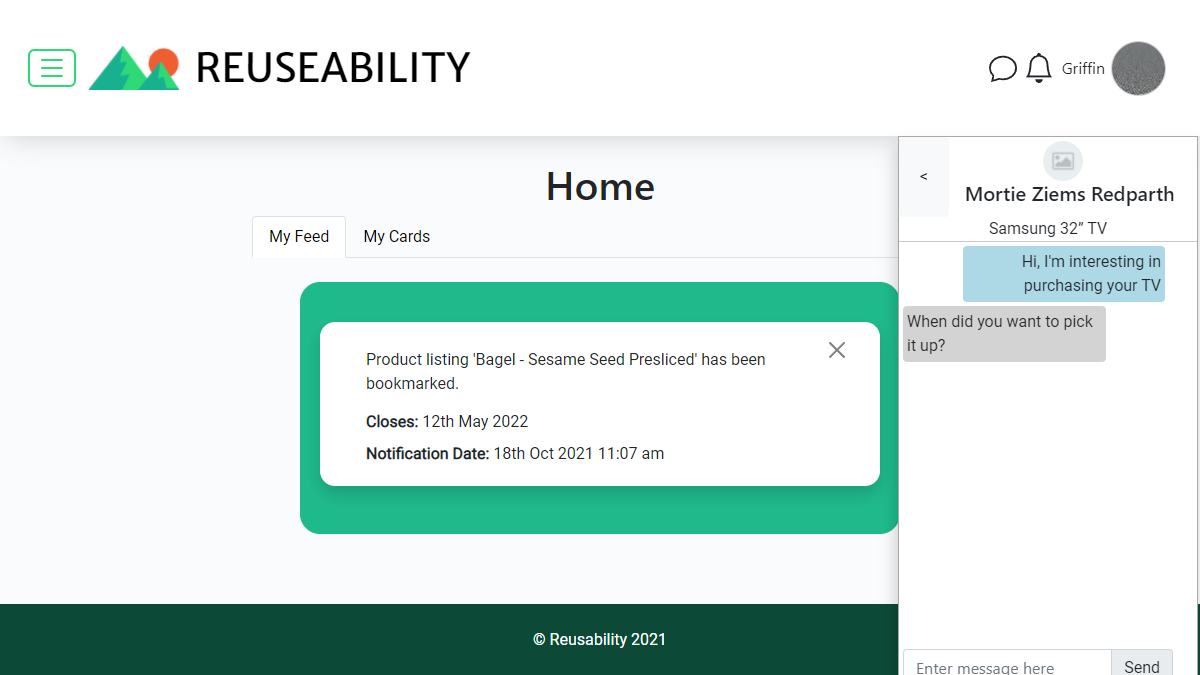 REUSEABILITY
Griffin
Home
My Feed
My Cards
Product listing 'Bagel - Sesame Seed Presliced' has been
bookmarked.
Closes: 12th May 2022
Notification Date: 18th Oct 2021 11:07 am
© Reusability 2021
<
Mortie Ziems Redparth
Samsung 32” TV
Hi, I'm interesting in
purchasing your TV
When did you want to pick
it up?
Enter message here
Send